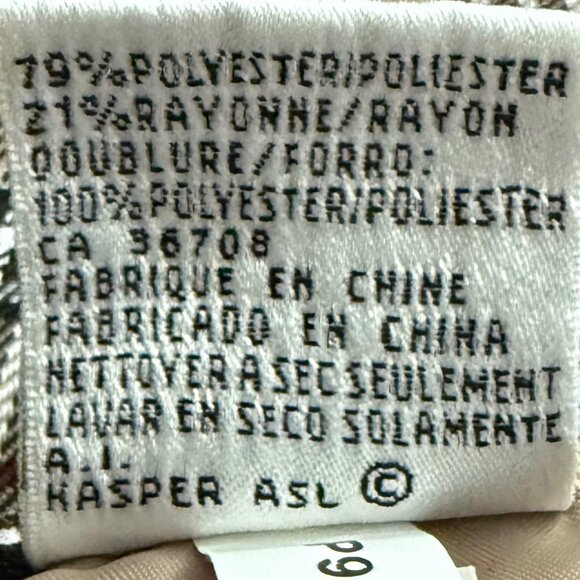 79%POLYESTER/POLIESTER
21%RAYONNE/RAYON
DOUBLURE/FORRO:
100%POLYESTER/POLIESTER
CA 36708
FABRIQUE EN CHINE
FABRICADO EN CHINA
NETTOYER A SEC SEULEMENT
LAVAR EN SECO SOLAMENTE
A.I.
KASPER ASL ©
P9